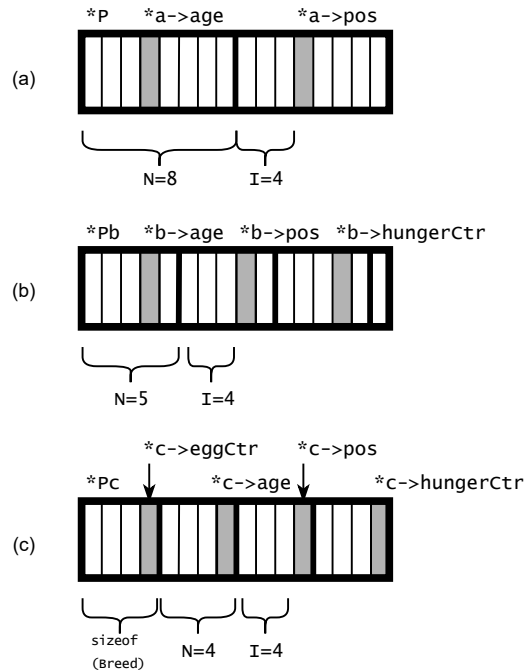 *P *a->age *a->pos
(a)
N=8 I=4
*Pb *b->age *b->pos *b->hungerCtr
(b)
N=5 I=4
*c->eggCtr *c->pos
*Pc *c->age *c->hungerCtr
(c)
sizeof
(Breed) N=4 I=4